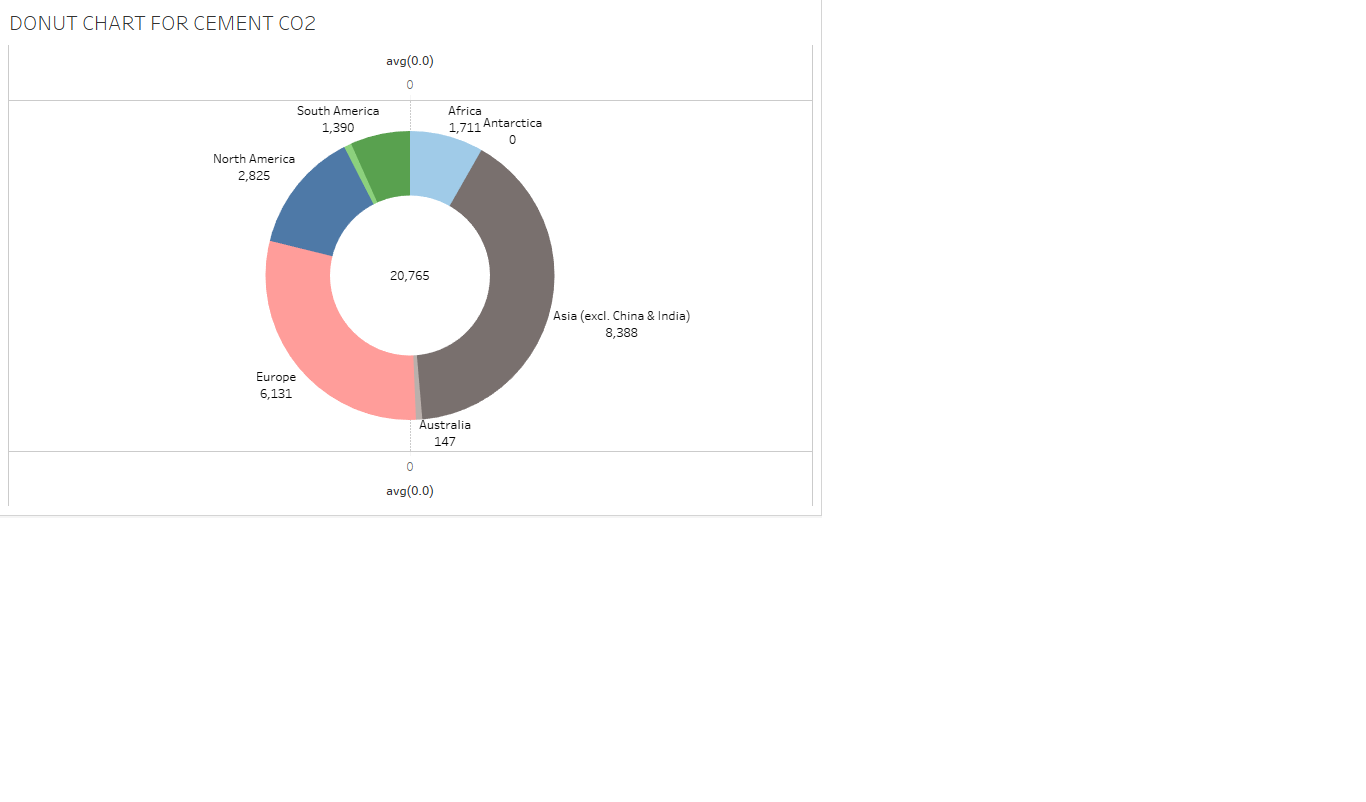 DONUT CHART FOR CEMENT CO2
avg(0.0)
0
South America
1,390
Africa
1,711
Antarctica
0
North America
2,825
20,765
Asia (excl. China & India)
8,388
Europe
6,131
Australia
147
0
avg(0.0)